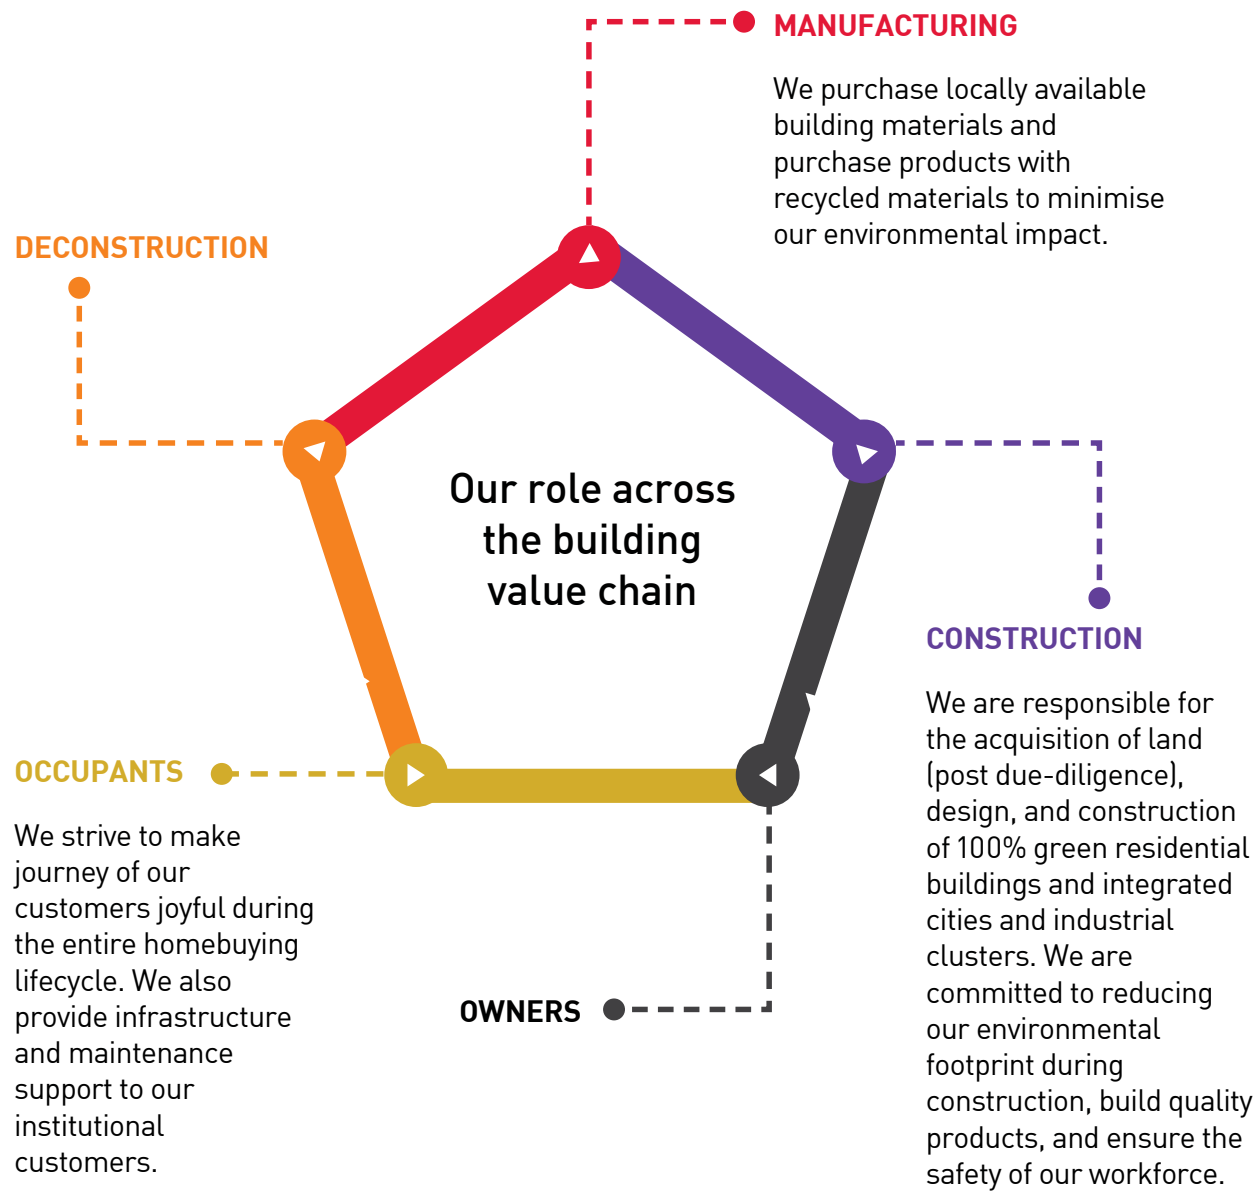 MANUFACTURING
We purchase locally available
building materials and
purchase products with
recycled materials to minimise
our environmental impact.
DECONSTRUCTION
Our role across
the building
value chain
CONSTRUCTION
We are responsible for
the acquisition of land
(post due-diligence),
design, and construction
of 100% green residential
buildings and integrated
cities and industrial
clusters. We are
committed to reducing
our environmental
footprint during
construction, build quality
products, and ensure the
safety of our workforce.
OCCUPANTS
We strive to make
journey of our
customers joyful during
the entire homebuying
lifecycle. We also
provide infrastructure
and maintenance
support to our
institutional
customers.
OWNERS